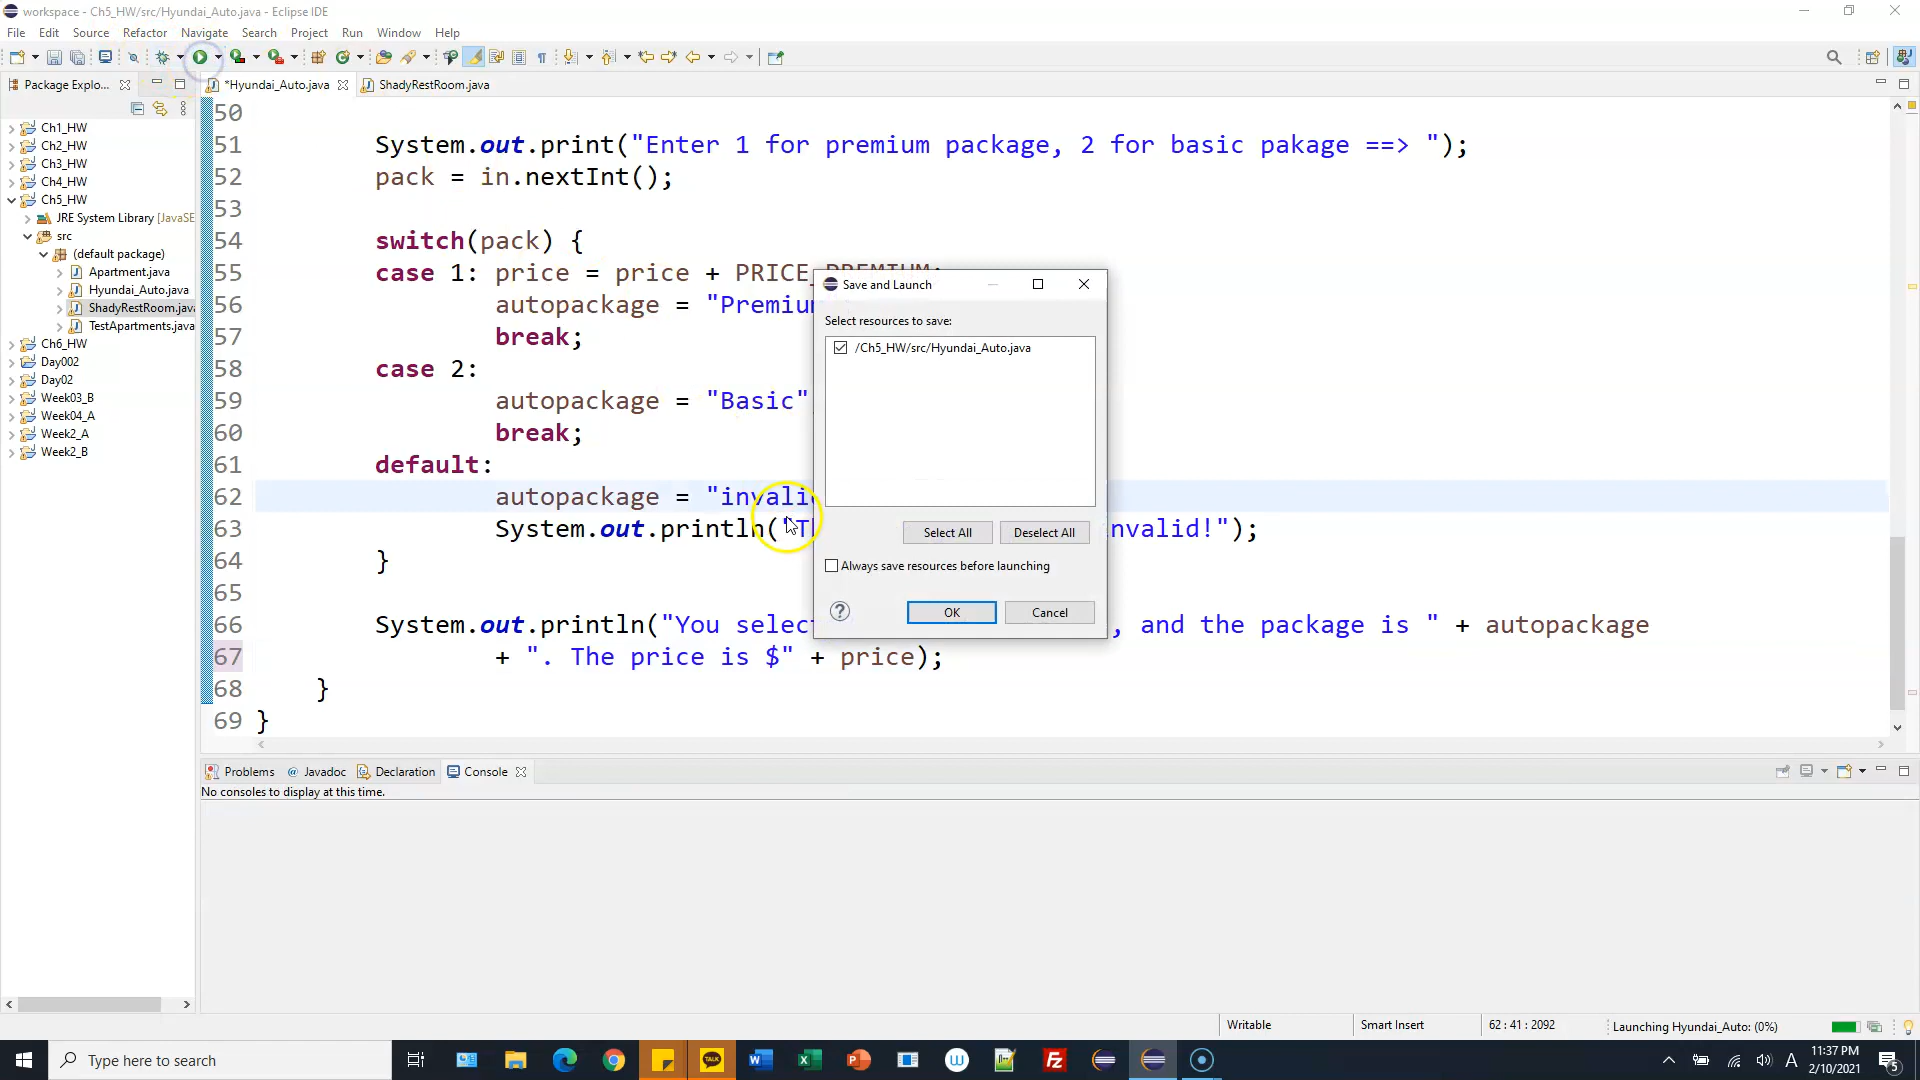 workspace - Ch5_HW/src/Hyundai_Auto.java - Eclipse IDE
File Edit Source Refactor Navigate Search Project Run Window Help
Package Explo...
*Hyundai_Auto.java
ShadyRestRoom.java
Ch1_HW
Ch2_HW
Ch3_HW
Ch4_HW
Ch5_HW
JRE System Library [JavaSE
src
(default package)
Apartment.java
Hyundai_Auto.java
ShadyRestRoom.java
TestApartments.java
Ch6_HW
Day002
Day02
Week03_B
Week04_A
Week2_A
Week2_B
50
51 System.out.print("Enter 1 for premium package, 2 for basic pakage ==> ");
52 pack = in.nextInt();
53
54 switch(pack) {
55 case 1: price = price + PRICE_PREMIUM;
56 autopackage = "Premium
57 break;
58 case 2:
59 autopackage = "Basic"
60 break;
61 default:
62 autopackage = "invalid
63 System.out.println("Th nvalid!");
64 }
65
66 System.out.println("You select , and the package is " + autopackage
67 + ". The price is $" + price);
68 }
69 }
Save and Launch
Select resources to save:
/Ch5_HW/src/Hyundai_Auto.java
Select All
Deselect All
Always save resources before launching
OK
Cancel
Problems
Javadoc
Declaration
Console
No consoles to display at this time.
Writable
Smart Insert
62 : 41 : 2092
Launching Hyundai_Auto: (0%)
Type here to search
TALK
A
11:37 PM
2/10/2021
5